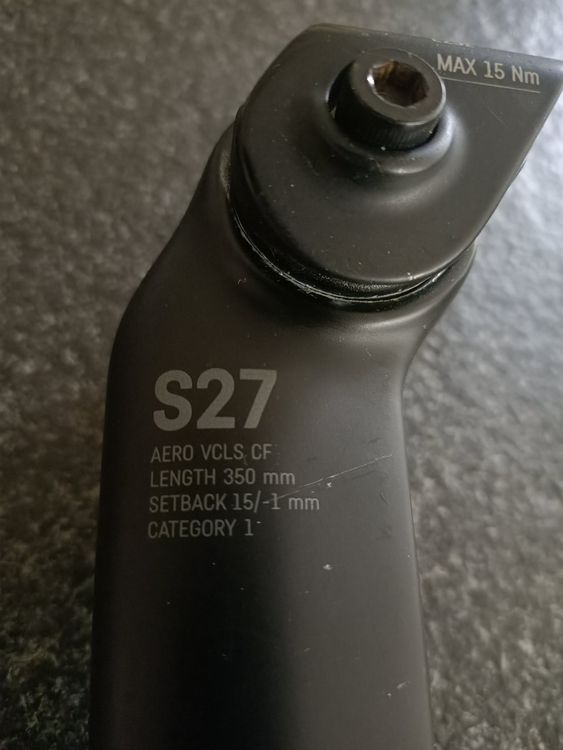 MAX 15 Nm
S27
AERO VCLS CF
LENGTH 350 mm
SETBACK 15/-1 mm
CATEGORY 1